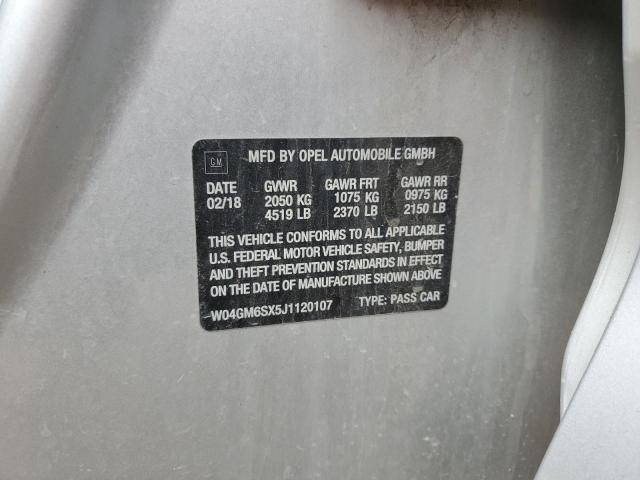 GM
MFD BY OPEL AUTOMOBILE GMBH
DATE GVWR GAWR FRT GAWR RR
02/18 2050 KG 1075 KG 0975 KG
4519 LB 2370 LB 2150 LB
THIS VEHICLE CONFORMS TO ALL APPLICABLE
U.S. FEDERAL MOTOR VEHICLE SAFETY, BUMPER
AND THEFT PREVENTION STANDARDS IN EFFECT
ON THE DATE OF MANUFACTURE SHOWN ABOVE
W04GM6SX5J1120107 TYPE: PASS CAR